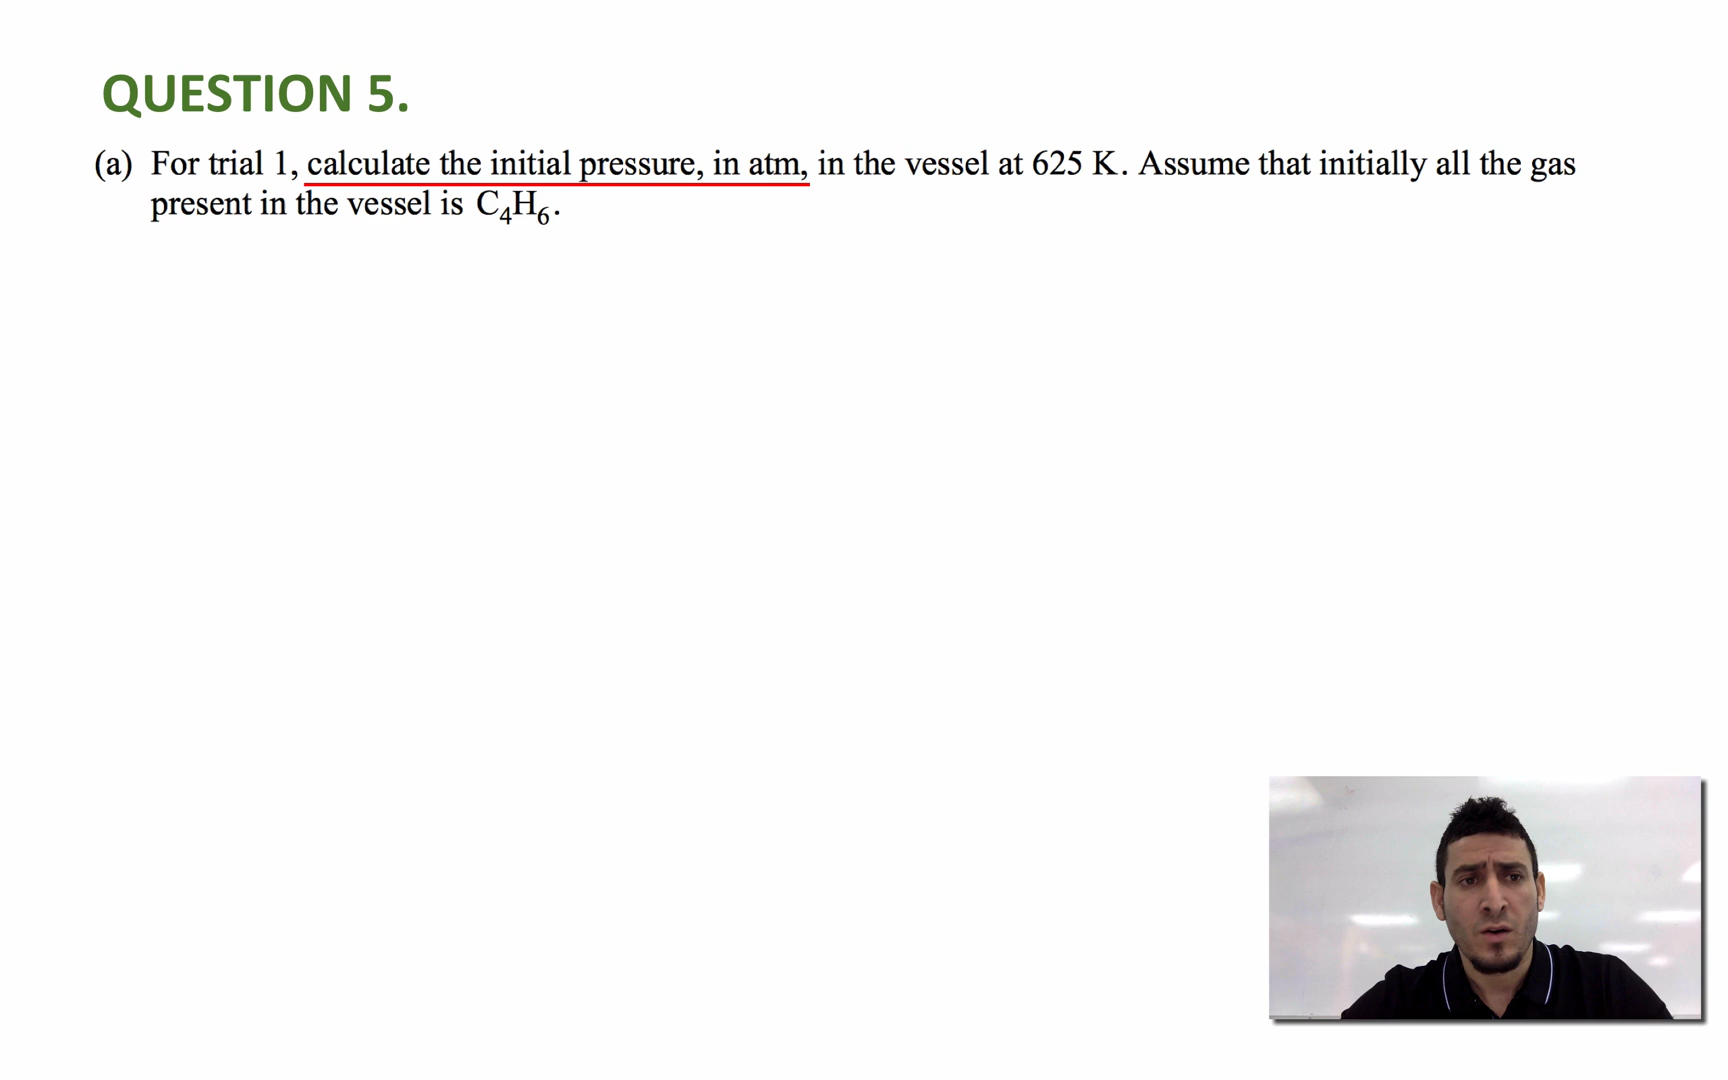 QUESTION 5.
(a) For trial 1, calculate the initial pressure, in atm, in the vessel at 625 K. Assume that initially all the gas
present in the vessel is C₄H₆.